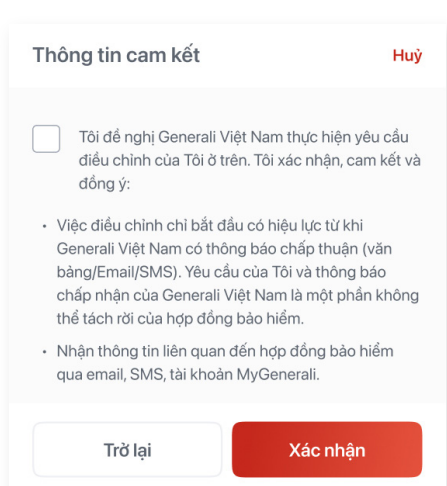 Thông tin cam kết Huỷ
Tôi đề nghị Generali Việt Nam thực hiện yêu cầu
điều chỉnh của Tôi ở trên. Tôi xác nhận, cam kết và
đồng ý:
• Việc điều chỉnh chỉ bắt đầu có hiệu lực từ khi
Generali Việt Nam có thông báo chấp thuận (văn
bảng/Email/SMS). Yêu cầu của Tôi và thông báo
chấp nhận của Generali Việt Nam là một phần không
thể tách rời của hợp đồng bảo hiểm.
• Nhận thông tin liên quan đến hợp đồng bảo hiểm
qua email, SMS, tài khoản MyGenerali.
Trở lại Xác nhận